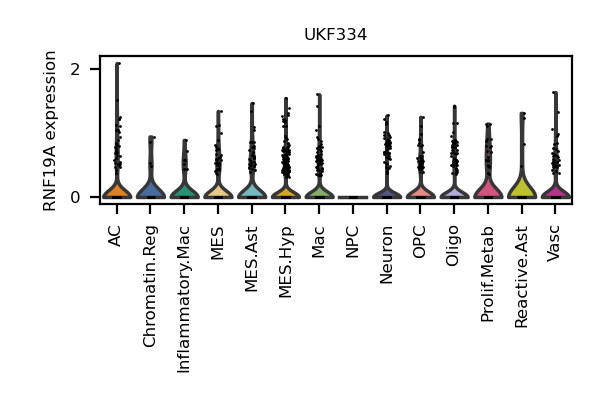 UKF334
RNF19A expression
2
0
AC
Chromatin.Reg
Inflammatory.Mac
MES
MES.Ast
MES.Hyp
Mac
NPC
Neuron
OPC
Oligo
Prolif.Metab
Reactive.Ast
Vasc